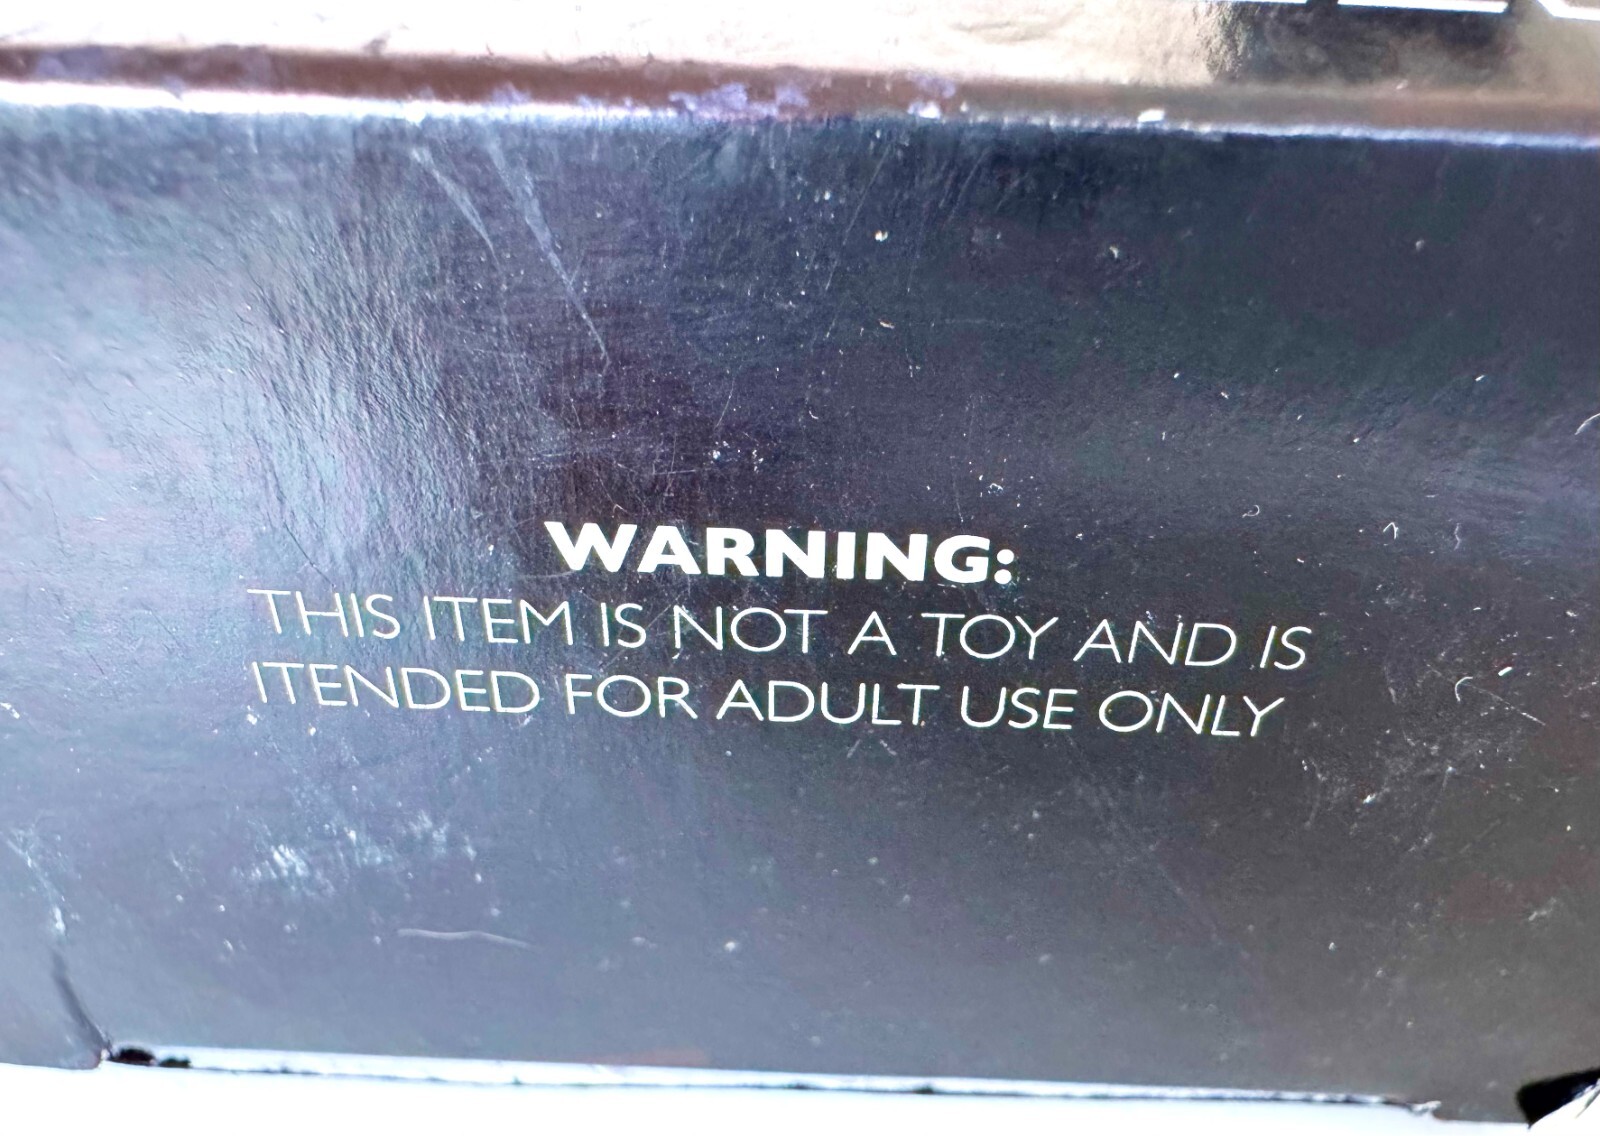 WARNING:
THIS ITEM IS NOT A TOY AND IS
ITENDED FOR ADULT USE ONLY